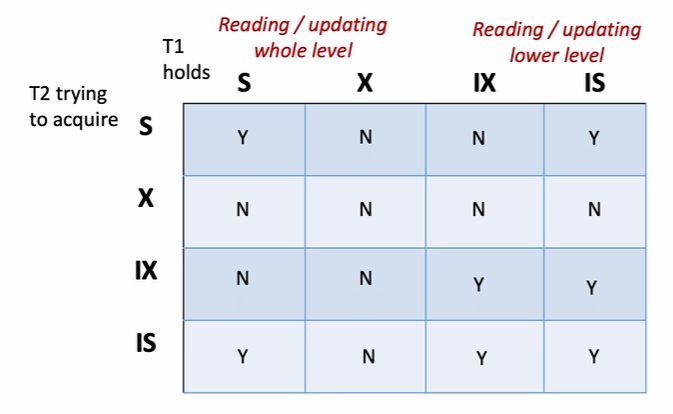 Reading / updating
whole level
Reading / updating
lower level
T1
holds
S X IX IS
T2 trying
to acquire
S Y N N Y
X N N N N
IX N N Y Y
IS Y N Y Y